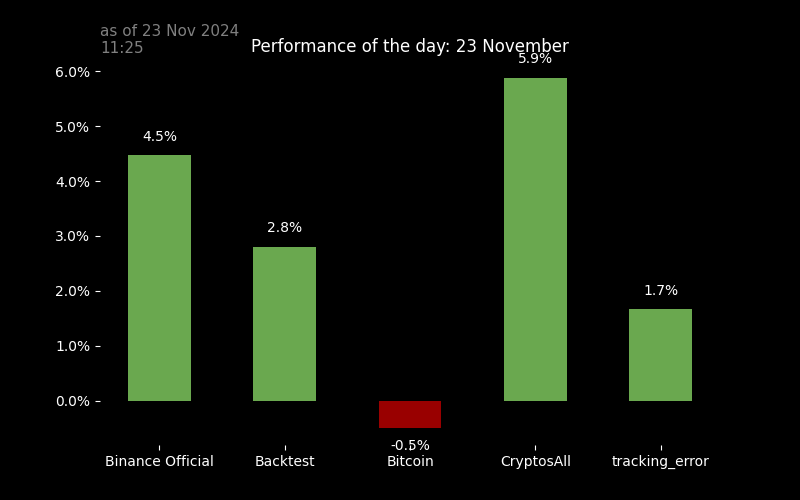 as of 23 Nov 2024
11:25
Performance of the day: 23 November
6.0%
5.0%
4.0%
3.0%
2.0%
1.0%
0.0%
4.5%
2.8%
-0.5%
5.9%
1.7%
Binance Official
Backtest
Bitcoin
CryptosAll
tracking_error